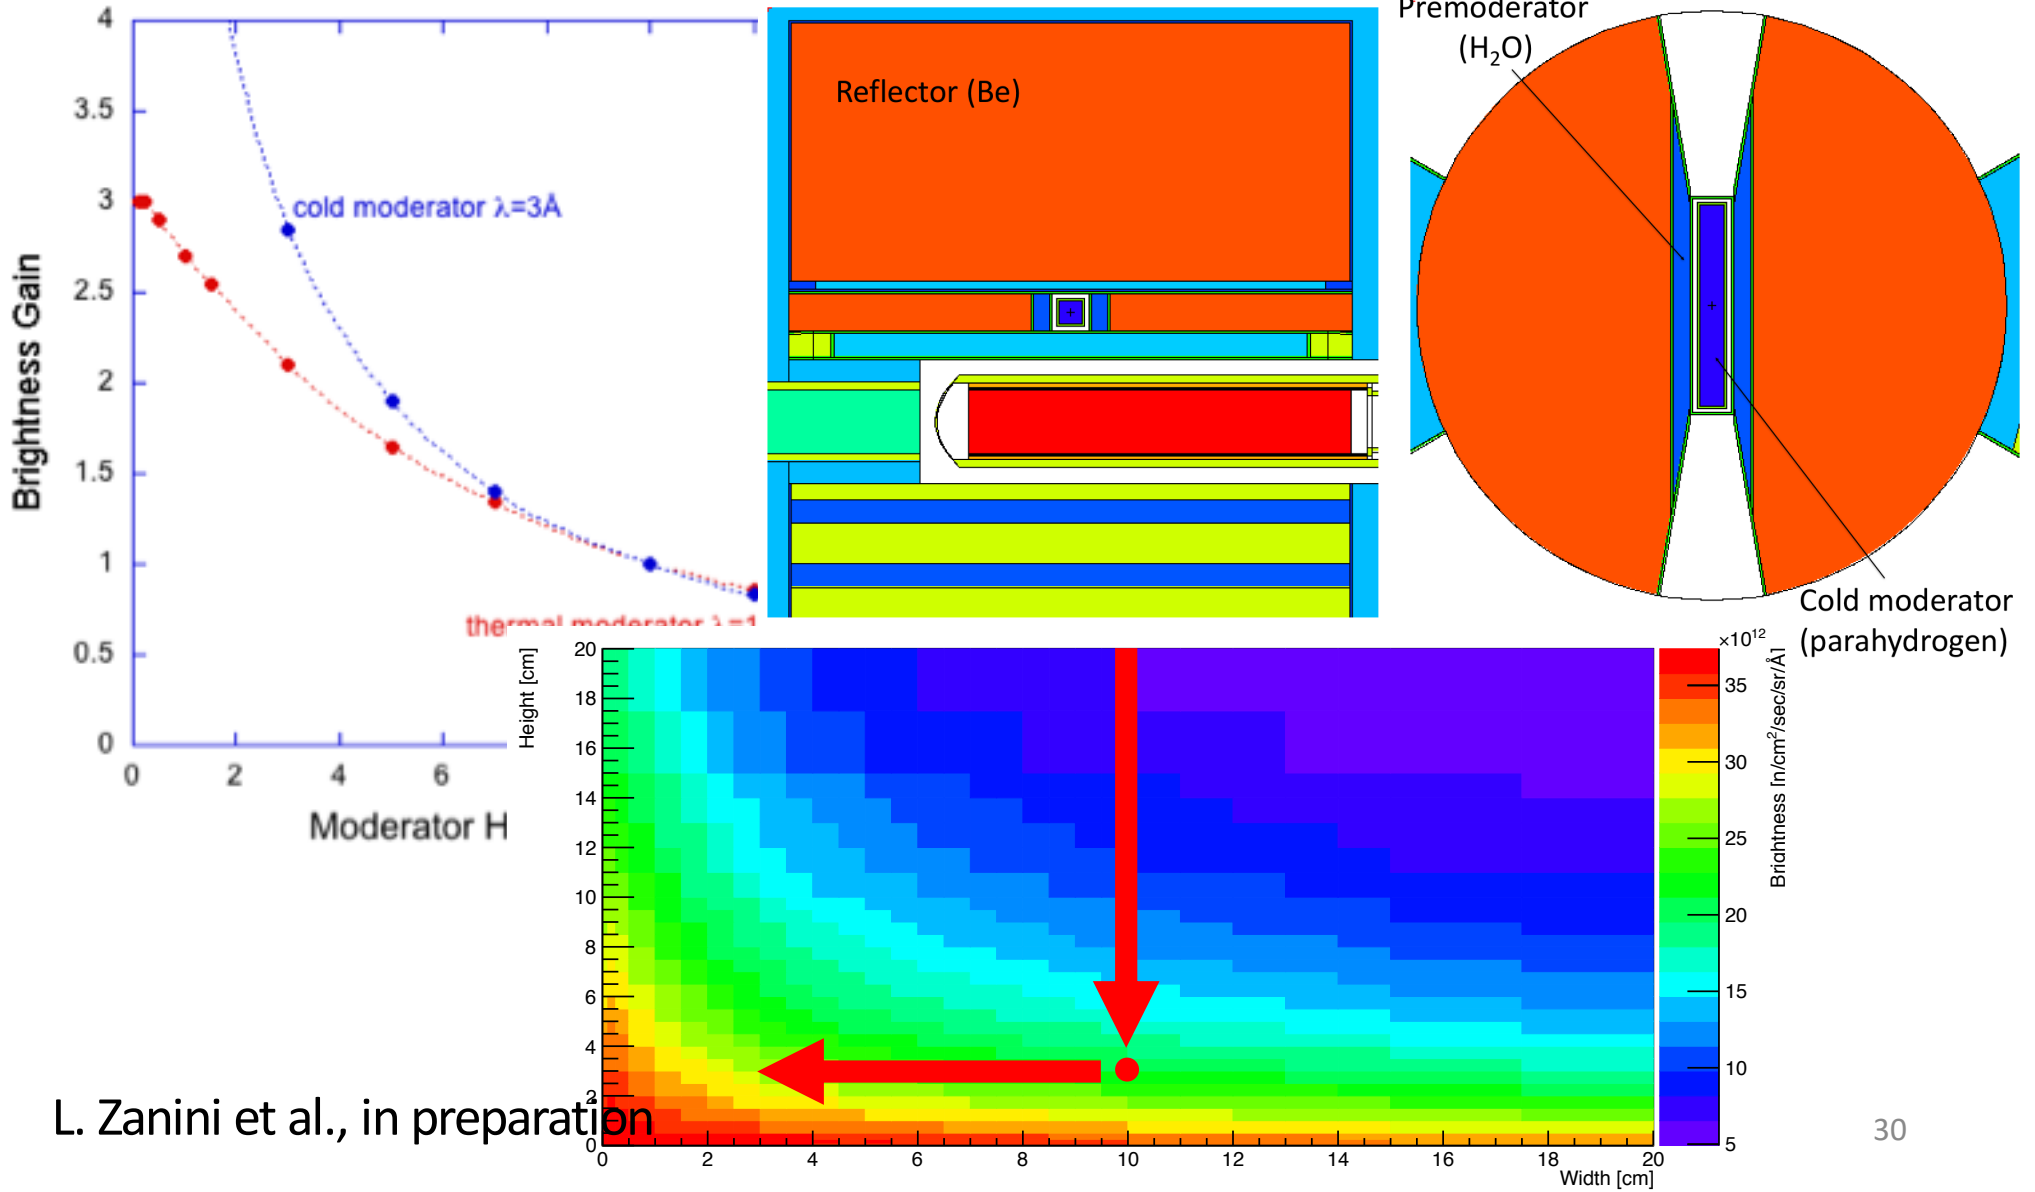 4
3.5
3
2.5
2
1.5
1
0.5
0
Brightness Gain
cold moderator λ=3Å
thermal moderator λ=1
0 2 4 6
Moderator H
Reflector (Be)
Premoderator
(H₂O)
Cold moderator
(parahydrogen)
Height [cm]
20
18
16
14
12
10
8
6
4
2
0
0 2 4 6 8 10 12 14 16 18 20
Width [cm]
×10¹²
35
30
25
20
15
10
5
Brightness [n/cm²/sec/sr/Å]
L. Zanini et al., in preparation
30